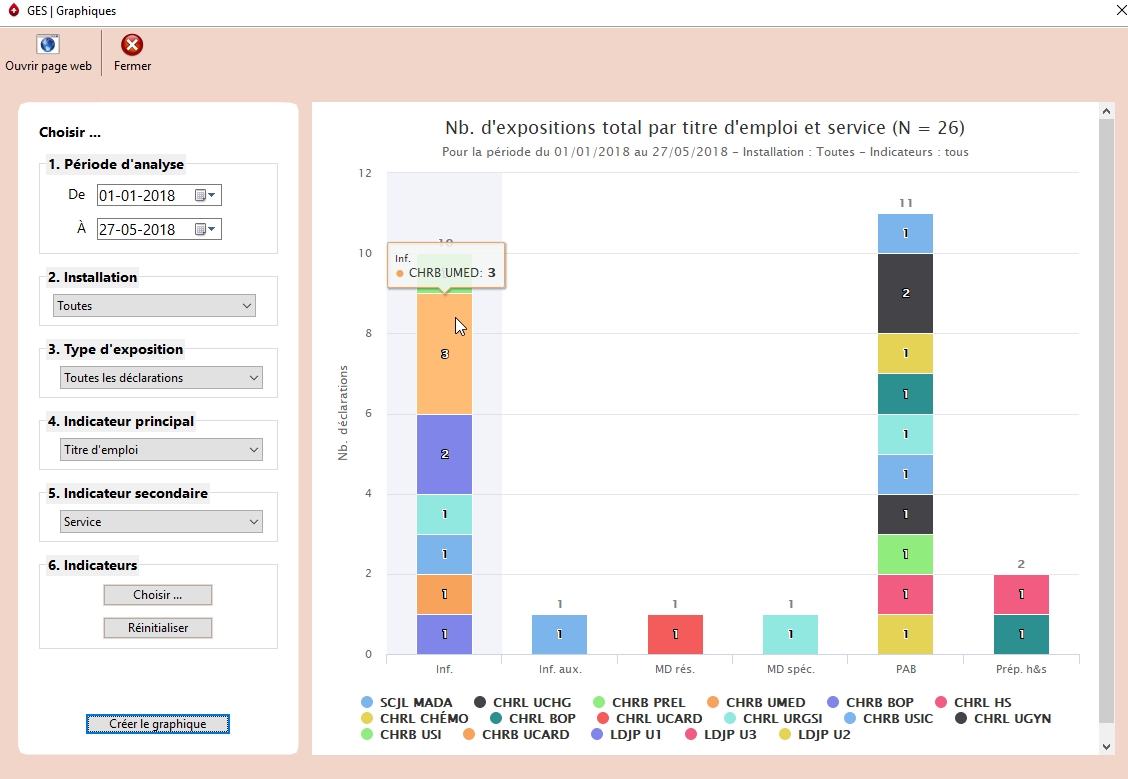 GES | Graphiques
Ouvrir page web
Fermer
Choisir ...
1. Période d'analyse
De 01-01-2018
À 27-05-2018
2. Installation
Toutes
3. Type d'exposition
Toutes les déclarations
4. Indicateur principal
Titre d'emploi
5. Indicateur secondaire
Service
6. Indicateurs
Choisir ...
Réinitialiser
Créer le graphique
Nb. d'expositions total par titre d'emploi et service (N = 26)
Pour la période du 01/01/2018 au 27/05/2018 - Installation : Toutes - Indicateurs : tous
Nb. déclarations
12
10
8
6
4
2
0
Inf.
CHRB UMED: 3
3
2
1
1
1
1
1
1
1
1
1
1
11
1
2
1
1
1
1
1
1
1
1
2
1
1
Inf.
Inf. aux.
MD rés.
MD spéc.
PAB
Prép. h&s
SCJL MADA CHRL UCHG CHRB PREL CHRB UMED CHRB BOP CHRL HS
CHRL CHÉMO CHRL BOP CHRL UCARD CHRL URGSI CHRB USIC CHRL UGYN
CHRB USI CHRB UCARD LDJP U1 LDJP U3 LDJP U2